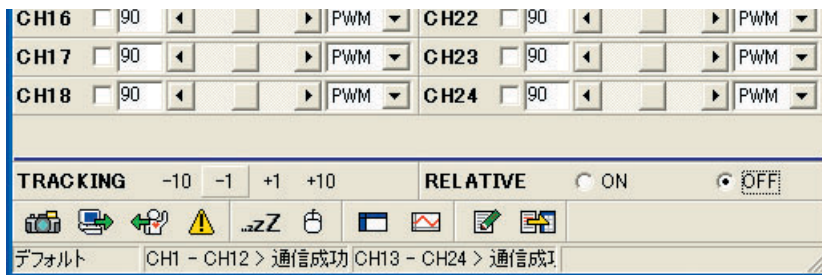 CH16 90 PWM CH22 90 PWM
CH17 90 PWM CH23 90 PWM
CH18 90 PWM CH24 90 PWM
TRACKING -10 -1 +1 +10 RELATIVE ON OFF
..zzZ
デフォルト CH1 - CH12 > 通信成功 CH13 - CH24 > 通信成